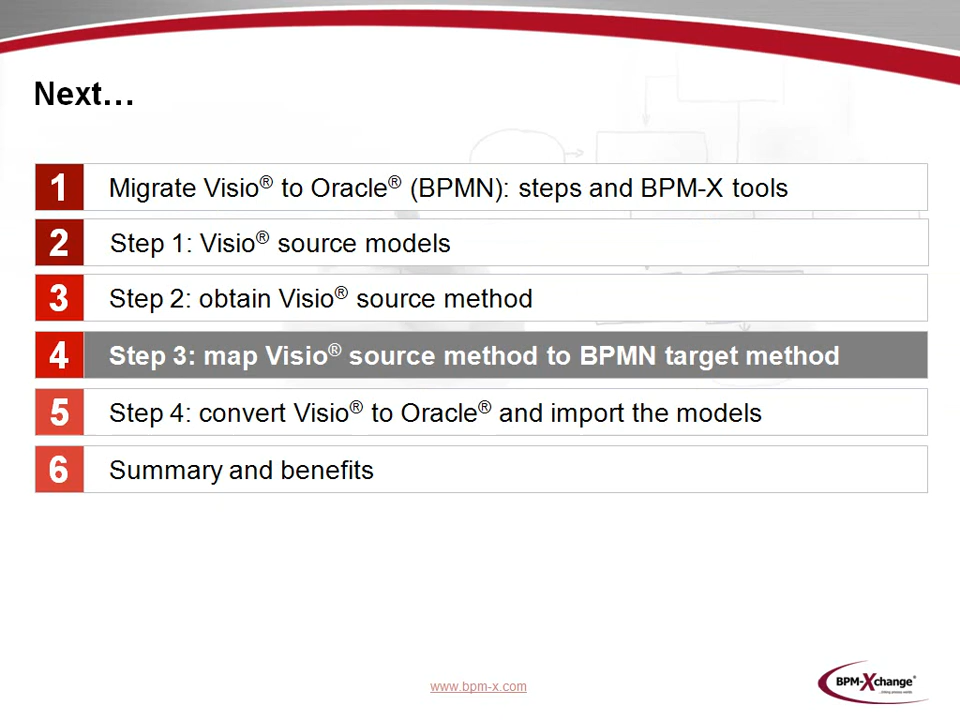 Next…
1 Migrate Visio® to Oracle® (BPMN): steps and BPM-X tools
2 Step 1: Visio® source models
3 Step 2: obtain Visio® source method
4 Step 3: map Visio® source method to BPMN target method
5 Step 4: convert Visio® to Oracle® and import the models
6 Summary and benefits
www.bpm-x.com
BPM-Xchange®